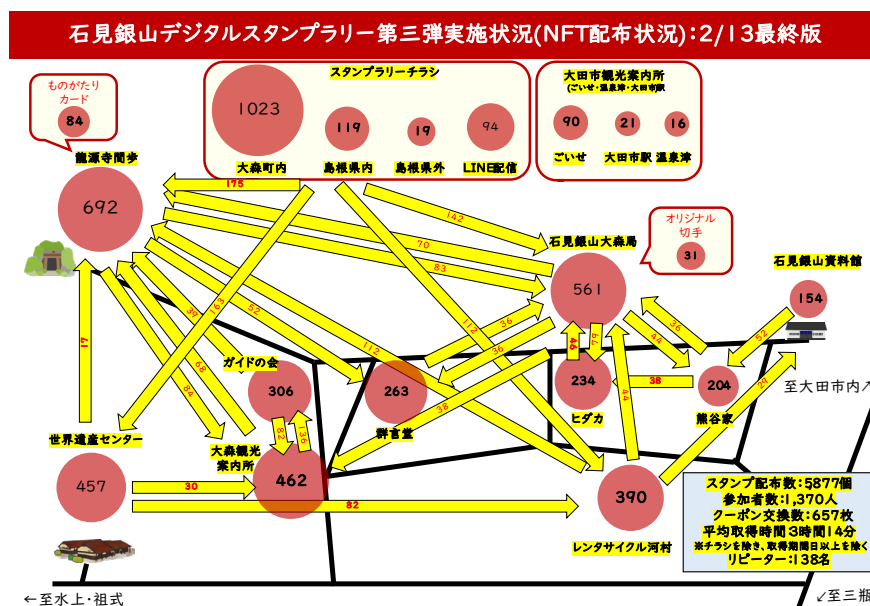 石見銀山デジタルスタンプラリー第三弾実施状況(NFT配布状況):2/13最終版
ものがたり
カード
84
スタンプラリーチラシ
1023
119
19
94
大森町内
島根県内
島根県外
LINE配信
大田市観光案内所
(ごいせ・温泉津・大田市駅)
90
21
16
ごいせ
大田市駅
温泉津
龍源寺間歩
692
175
142
70
83
石見銀山大森局
561
オリジナル
切手
31
石見銀山資料館
154
163
52
39
112
112
36
36
46
79
44
36
52
17
68
84
ガイドの会
306
263
群言堂
234
ヒダカ
38
204
熊谷家
至大田市内↗
38
44
29
82
136
世界遺産センター
457
大森観光
案内所
462
30
82
390
レンタサイクル河村
スタンプ配布数:5877個
参加者数:1,370人
クーポン交換数:657枚
平均取得時間3時間14分
※チラシを除き、取得期間日以上を除く
リピーター:138名
←至水上・祖式
↙至三瓶